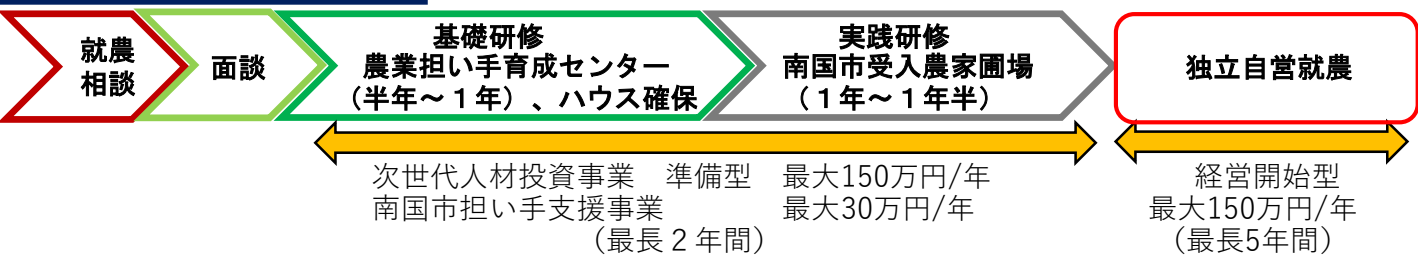 就農
相談
面談
基礎研修
農業担い手育成センター
（半年～１年）、ハウス確保
実践研修
南国市受入農家圃場
（１年～１年半）
独立自営就農
次世代人材投資事業　準備型　最大150万円/年
南国市担い手支援事業　最大30万円/年
（最長２年間）
経営開始型
最大150万円/年
（最長5年間）